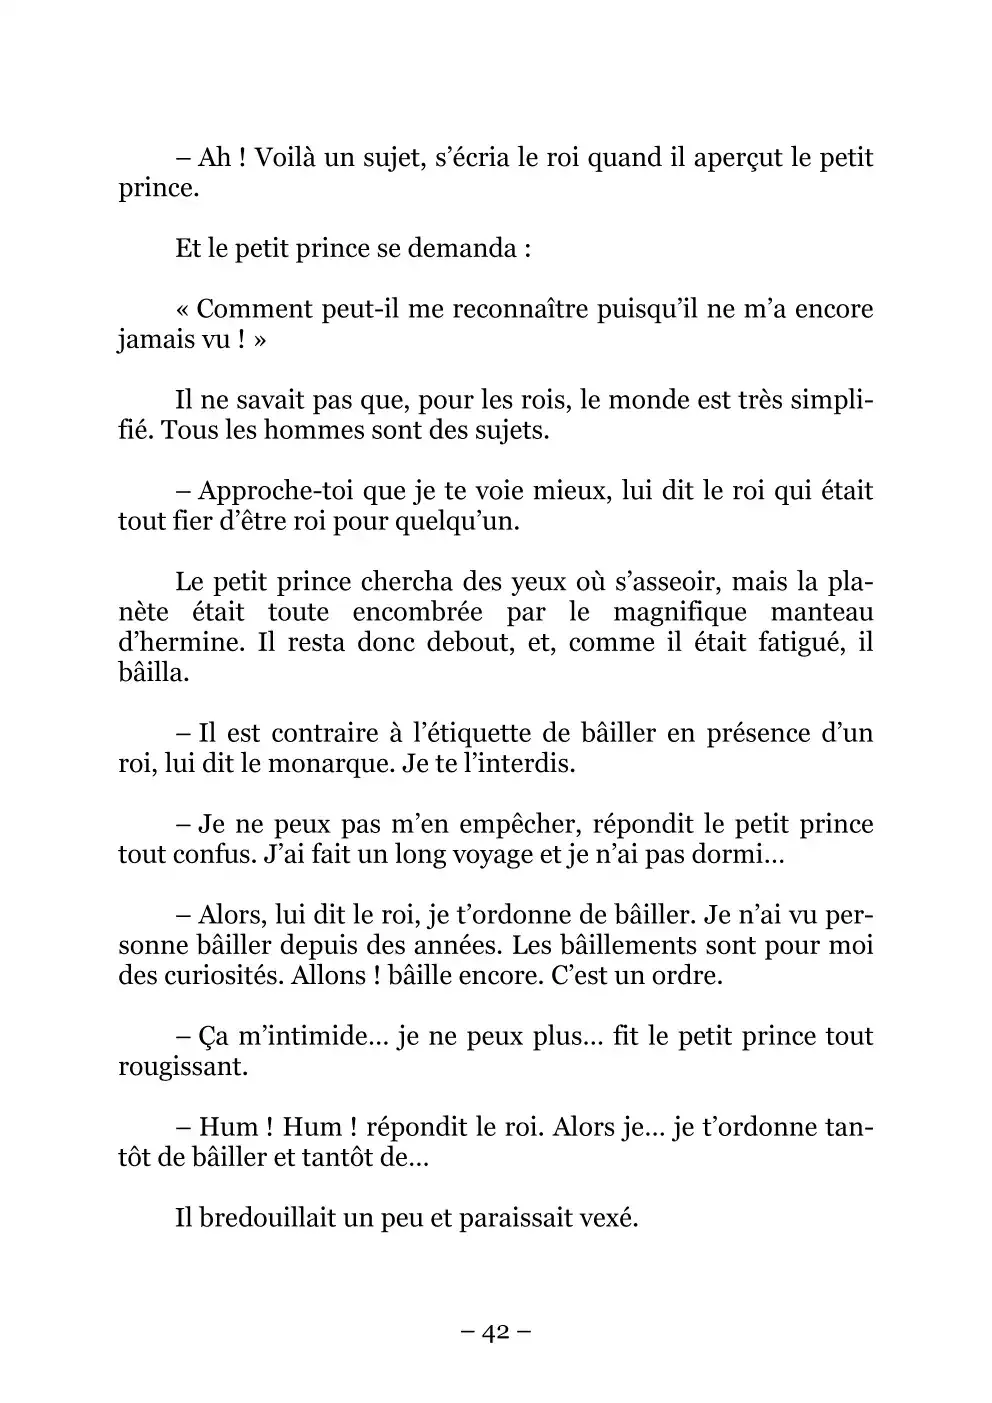 – Ah ! Voilà un sujet, s’écria le roi quand il aperçut le petit
prince.
Et le petit prince se demanda :
« Comment peut-il me reconnaître puisqu’il ne m’a encore
jamais vu ! »
Il ne savait pas que, pour les rois, le monde est très simpli-
fié. Tous les hommes sont des sujets.
– Approche-toi que je te voie mieux, lui dit le roi qui était
tout fier d’être roi pour quelqu’un.
Le petit prince chercha des yeux où s’asseoir, mais la pla-
nète était toute encombrée par le magnifique manteau
d’hermine. Il resta donc debout, et, comme il était fatigué, il
bâilla.
– Il est contraire à l’étiquette de bâiller en présence d’un
roi, lui dit le monarque. Je te l’interdis.
– Je ne peux pas m’en empêcher, répondit le petit prince
tout confus. J’ai fait un long voyage et je n’ai pas dormi…
– Alors, lui dit le roi, je t’ordonne de bâiller. Je n’ai vu per-
sonne bâiller depuis des années. Les bâillements sont pour moi
des curiosités. Allons ! bâille encore. C’est un ordre.
– Ça m’intimide… je ne peux plus… fit le petit prince tout
rougissant.
– Hum ! Hum ! répondit le roi. Alors je… je t’ordonne tan-
tôt de bâiller et tantôt de…
Il bredouillait un peu et paraissait vexé.
– 42 –